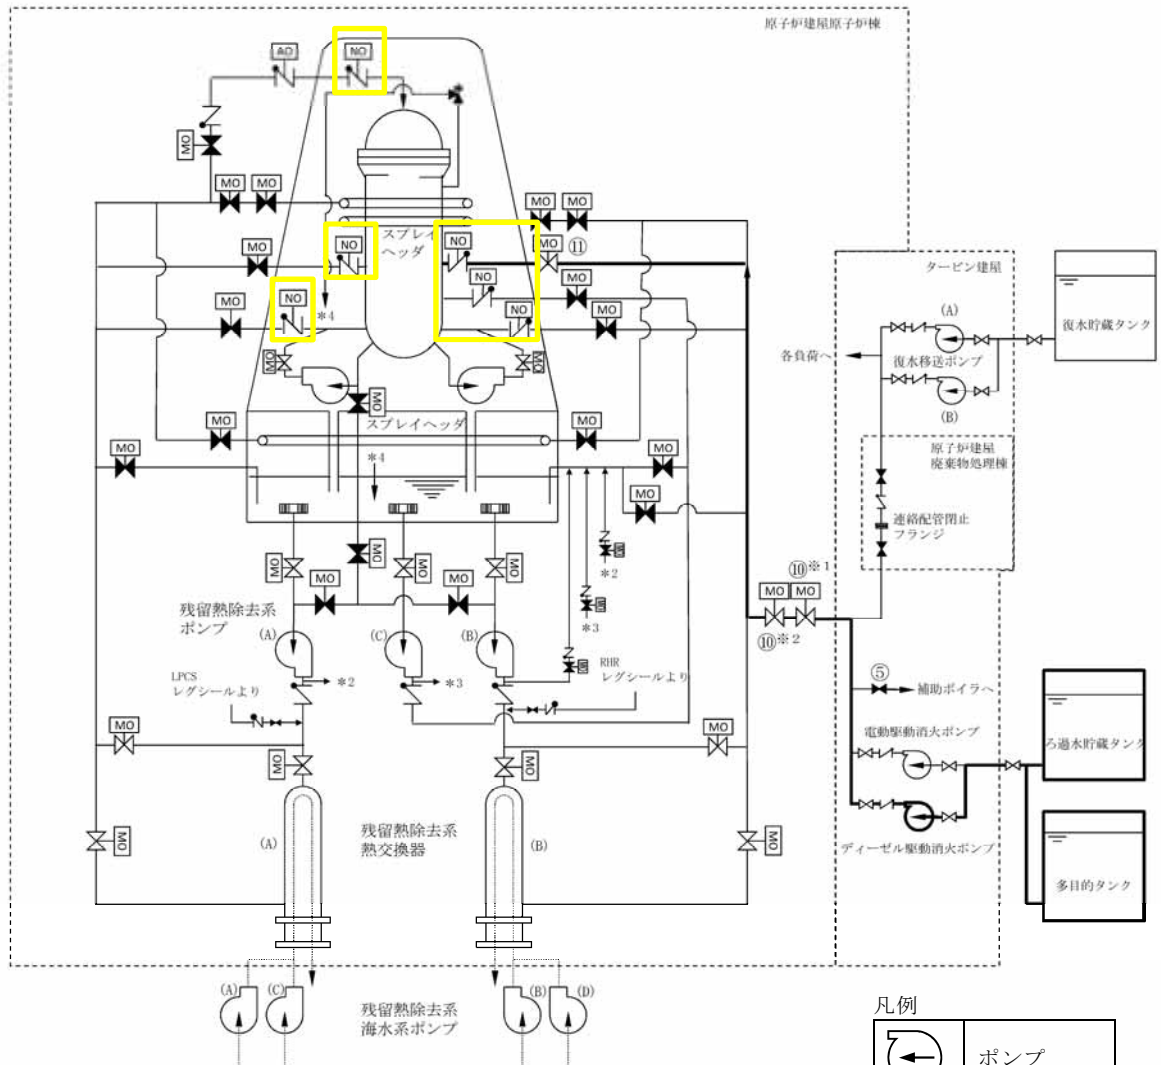 原子炉建屋原子炉棟
AO
NO
MO
MO
MO
MO
MO
スプレイ
ヘッダ
NO
NO
MO
⑪
MO
NO
MO
タービン建屋
MO
NO
*4
NO
MO
(A)
復水貯蔵タンク
各負荷へ
復水移送ポンプ
(B)
MO
MO
MO
MO
スプレイヘッダ
MO
原子炉建屋
廃棄物処理棟
MO
*4
MO
MO
連絡配管閉止
フランジ
MO
MO
MO
MO
*2
MO
MO
⑩※1
MO
MO
⑩※2
残留熱除去系
ポンプ
(A)
(C)
(B)
*3
LPCS
レグシールより
*2
*3
RHR
レグシールより
⑤
補助ボイラへ
MO
MO
電動駆動消火ポンプ
ろ過水貯蔵タンク
MO
MO
MO
MO
(A)
残留熱除去系
熱交換器
(B)
ディーゼル駆動消火ポンプ
多目的タンク
(A)
(C)
残留熱除去系
海水系ポンプ
(B)
(D)
凡例
ポンプ